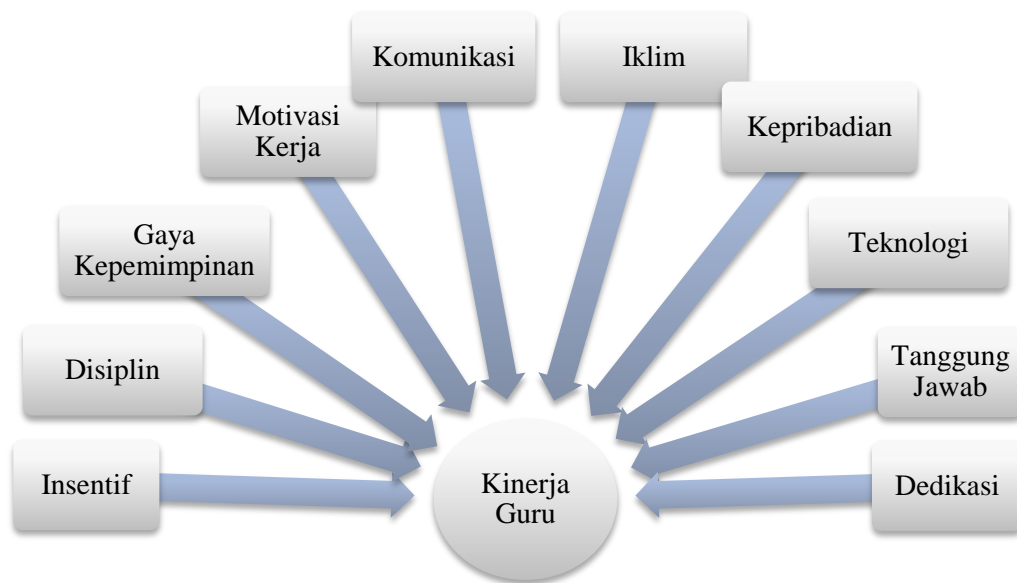 Komunikasi
Iklim
Motivasi
Kerja
Kepribadian
Gaya
Kepemimpinan
Teknologi
Disiplin
Tanggung
Jawab
Insentif
Kinerja
Guru
Dedikasi